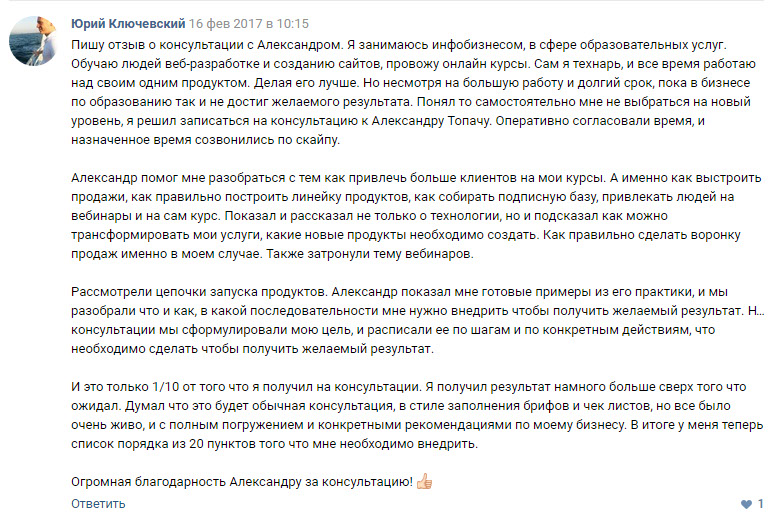 Юрий Ключевский 16 фев 2017 в 10:15
Пишу отзыв о консультации с Александром. Я занимаюсь инфобизнесом, в сфере образовательных услуг.
Обучаю людей веб-разработке и созданию сайтов, провожу онлайн курсы. Сам я технарь, и все время работаю
над своим одним продуктом. Делая его лучше. Но несмотря на большую работу и долгий срок, пока в бизнесе
по образованию так и не достиг желаемого результата. Понял то самостоятельно мне не выбраться на новый
уровень, я решил записаться на консультацию к Александру Топачу. Оперативно согласовали время, и
назначенное время созвонились по скайпу.
Александр помог мне разобраться с тем как привлечь больше клиентов на мои курсы. А именно как выстроить
продажи, как правильно построить линейку продуктов, как собирать подписную базу, привлекать людей на
вебинары и на сам курс. Показал и рассказал не только о технологии, но и подсказал как можно
трансформировать мои услуги, какие новые продукты необходимо создать. Как правильно сделать воронку
продаж именно в моем случае. Также затронули тему вебинаров.
Рассмотрели цепочки запуска продуктов. Александр показал мне готовые примеры из его практики, и мы
разобрали что и как, в какой последовательности мне нужно внедрить чтобы получить желаемый результат. Н…
консультации мы сформулировали мою цель, и расписали ее по шагам и по конкретным действиям, что
необходимо сделать чтобы получить желаемый результат.
И это только 1/10 от того что я получил на консультации. Я получил результат намного больше сверх того что
ожидал. Думал что это будет обычная консультация, в стиле заполнения брифов и чек листов, но все было
очень живо, и с полным погружением и конкретными рекомендациями по моему бизнесу. В итоге у меня теперь
список порядка из 20 пунктов того что мне необходимо внедрить.
Огромная благодарность Александру за консультацию! 👍
Ответить 1